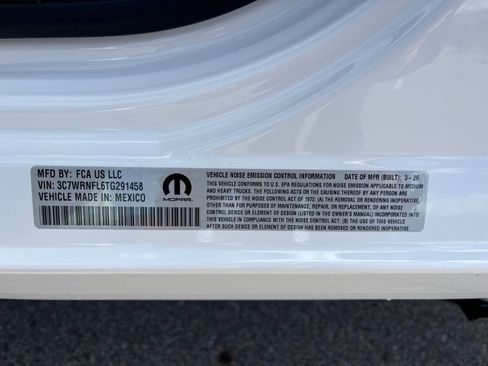 MFD BY: FCA US LLC
VIN: 3C7WRNFL6TG291458
VEHICLE MADE IN: MEXICO
MOPAR
VEHICLE NOISE EMISSION CONTROL INFORMATION DATE OF MFR (BUILT): 3-26
THIS VEHICLE CONFORMS TO U.S. EPA REGULATIONS FOR NOISE EMISSION APPLICABLE TO MEDIUM
AND HEAVY TRUCKS. THE FOLLOWING ACTS OR CAUSING THEREOF BY ANY PERSON ARE
PROHIBITED BY THE NOISE CONTROL ACT OF 1972: (A) THE REMOVAL OR RENDERING INOPERATIVE,
OTHER THAN FOR PURPOSES OF MAINTENANCE, REPAIR, OR REPLACEMENT, OF ANY NOISE
CONTROL DEVICE OR ELEMENT OF DESIGN (LISTED IN THE OWNER'S MANUAL) INCORPORATED INTO
THIS VEHICLE IN COMPLIANCE WITH THE NOISE CONTROL ACT; (B) THE USE OF THIS VEHICLE
AFTER SUCH DEVICE OR ELEMENT OF DESIGN HAS BEEN REMOVED OR RENDERED INOPERATIVE.